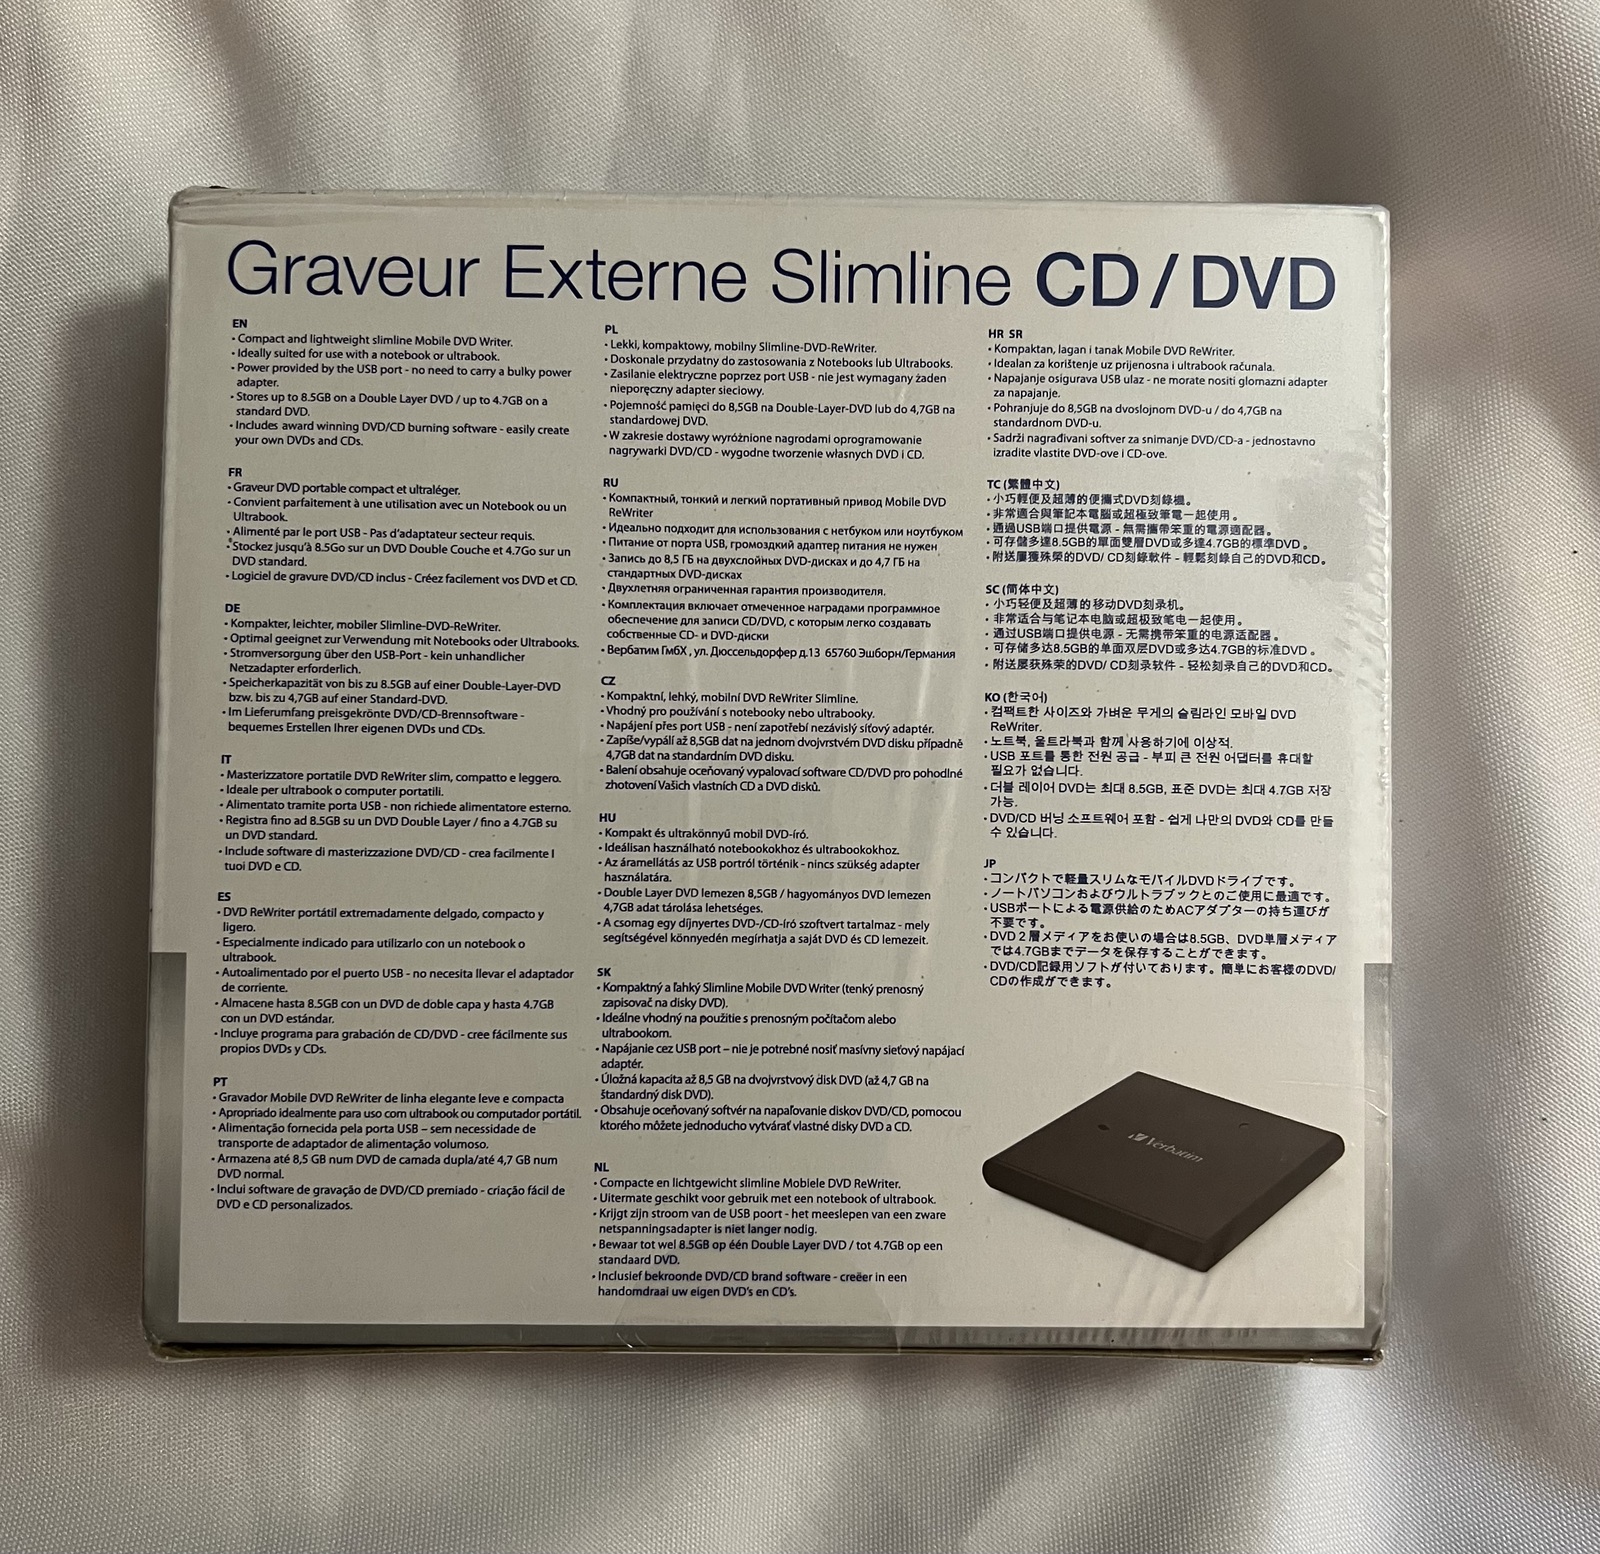 Graveur Externe Slimline CD / DVD
EN
• Compact and lightweight slimline Mobile DVD Writer.
• Ideally suited for use with a notebook or ultrabook.
• Power provided by the USB port - no need to carry a bulky power
adapter.
• Stores up to 8.5GB on a Double Layer DVD / up to 4.7GB on a
standard DVD.
• Includes award winning DVD/CD burning software - easily create
your own DVDs and CDs.
FR
• Graveur DVD portable compact et ultraléger.
• Convient parfaitement à une utilisation avec un Notebook ou un
Ultrabook.
• Alimenté par le port USB - Pas d'adaptateur secteur requis.
• Stockez jusqu'à 8.5Go sur un DVD Double Couche et 4.7Go sur un
DVD standard.
• Logiciel de gravure DVD/CD inclus - Créez facilement vos DVD et CD.
DE
• Kompakter, leichter, mobiler Slimline-DVD-ReWriter.
• Optimal geeignet zur Verwendung mit Notebooks oder Ultrabooks.
• Stromversorgung über den USB-Port - kein unhandlicher
Netzadapter erforderlich.
• Speicherkapazität von bis zu 8.5GB auf einer Double-Layer-DVD
bzw. bis zu 4,7GB auf einer Standard-DVD.
• Im Lieferumfang preisgekrönte DVD/CD-Brennsoftware -
bequemes Erstellen Ihrer eigenen DVDs und CDs.
IT
• Masterizzatore portatile DVD ReWriter slim, compatto e leggero.
• Ideale per ultrabook o computer portatili.
• Alimentato tramite porta USB - non richiede alimentatore esterno.
• Registra fino ad 8.5GB su un DVD Double Layer / fino a 4.7GB su
un DVD standard.
• Include software di masterizzazione DVD/CD - crea facilmente I
tuoi DVD e CD.
ES
• DVD ReWriter portátil extremadamente delgado, compacto y
ligero.
• Especialmente indicado para utilizarlo con un notebook o
ultrabook.
• Autoalimentado por el puerto USB - no necesita llevar el adaptador
de corriente.
• Almacene hasta 8.5GB con un DVD de doble capa y hasta 4.7GB
con un DVD estándar.
• Incluye programa para grabación de CD/DVD - cree fácilmente sus
propios DVDs y CDs.
PT
• Gravador Mobile DVD ReWriter de linha elegante leve e compacta
• Apropriado idealmente para uso com ultrabook ou computador portátil.
• Alimentação fornecida pela porta USB – sem necessidade de
transporte de adaptador de alimentação volumoso.
• Armazena até 8,5 GB num DVD de camada dupla/até 4,7 GB num
DVD normal.
• Inclui software de gravação de DVD/CD premiado - criação fácil de
DVD e CD personalizados.
PL
• Lekki, kompaktowy, mobilny Slimline-DVD-ReWriter.
• Doskonale przydatny do zastosowania z Notebooks lub Ultrabooks.
• Zasilanie elektryczne poprzez port USB - nie jest wymagany żaden
nieporęczny adapter sieciowy.
• Pojemność pamięci do 8,5GB na Double-Layer-DVD lub do 4,7GB na
standardowej DVD.
• W zakresie dostawy wyróżnione nagrodami oprogramowanie
nagrywarki DVD/CD - wygodne tworzenie własnych DVD i CD.
RU
• Компактный, тонкий и легкий портативный привод Mobile DVD
ReWriter
• Идеально подходит для использования с нетбуком или ноутбуком
• Питание от порта USB, громоздкий адаптер питания не нужен
• Запись до 8,5 ГБ на двухслойных DVD-дисках и до 4,7 ГБ на
стандартных DVD-дисках
• Двухлетняя ограниченная гарантия производителя.
• Комплектация включает отмеченное наградами программное
обеспечение для записи CD/DVD, с которым легко создавать
собственные CD- и DVD-диски
• Вербатим ГмбХ , ул. Дюссельдорфер д.13 65760 Эшборн/Германия
CZ
• Kompaktní, lehký, mobilní DVD ReWriter Slimline.
• Vhodný pro používání s notebooky nebo ultrabooky.
• Napájení přes port USB - není zapotřebí nezávislý síťový adaptér.
• Zapíše/vypálí až 8,5GB dat na jednom dvojvrstvém DVD disku případně
4,7GB dat na standardním DVD disku.
• Balení obsahuje oceňovaný vypalovací software CD/DVD pro pohodlné
zhotovení Vašich vlastních CD a DVD disků.
HU
• Kompakt és ultrakönnyű mobil DVD-író.
• Ideálisan használható notebookokhoz és ultrabookokhoz.
• Az áramellátás az USB portról történik - nincs szükség adapter
használatára.
• Double Layer DVD lemezen 8,5GB / hagyományos DVD lemezen
4,7GB adat tárolása lehetséges.
• A csomag egy díjnyertes DVD-/CD-író szoftvert tartalmaz - mely
segítségével könnyedén megírhatja a saját DVD és CD lemezeit.
SK
• Kompaktný a ľahký Slimline Mobile DVD Writer (tenký prenosný
zapisovač na disky DVD).
• Ideálne vhodný na použitie s prenosným počítačom alebo
ultrabookom.
• Napájanie cez USB port – nie je potrebné nosiť masívny sieťový napájací
adaptér.
• Úložná kapacita až 8,5 GB na dvojvrstvový disk DVD (až 4,7 GB na
štandardný disk DVD).
• Obsahuje oceňovaný softvér na napaľovanie diskov DVD/CD, pomocou
ktorého môžete jednoducho vytvárať vlastné disky DVD a CD.
NL
• Compacte en lichtgewicht slimline Mobiele DVD ReWriter.
• Uitermate geschikt voor gebruik met een notebook of ultrabook.
• Krijgt zijn stroom van de USB poort - het meeslepen van een zware
netspanningsadapter is niet langer nodig.
• Bewaar tot wel 8.5GB op één Double Layer DVD / tot 4.7GB op een
standaard DVD.
• Inclusief bekroonde DVD/CD brand software - creëer in een
handomdraai uw eigen DVD's en CD's.
HR SR
• Kompaktan, lagan i tanak Mobile DVD ReWriter.
• Idealan za korištenje uz prijenosna i ultrabook računala.
• Napajanje osigurava USB ulaz - ne morate nositi glomazni adapter
za napajanje.
• Pohranjuje do 8,5GB na dvoslojnom DVD-u / do 4,7GB na
standardnom DVD-u.
• Sadrži nagrađivani softver za snimanje DVD/CD-a - jednostavno
izradite vlastite DVD-ove i CD-ove.
TC (繁體中文)
• 小巧輕便及超薄的便攜式DVD刻錄機。
• 非常適合與筆記本電腦或超極致筆電一起使用。
• 通過USB端口提供電源 - 無需攜帶笨重的電源適配器。
• 可存儲多達8.5GB的單面雙層DVD或多達4.7GB的標準DVD。
• 附送屢獲殊榮的DVD/ CD刻錄軟件 - 輕鬆刻錄自己的DVD和CD。
SC (简体中文)
• 小巧轻便及超薄的移动DVD刻录机。
• 非常适合与笔记本电脑或超极致笔电一起使用。
• 通过USB端口提供电源 - 无需携带笨重的电源适配器。
• 可存储多达8.5GB的单面双层DVD或多达4.7GB的标准DVD 。
• 附送屡获殊荣的DVD/ CD刻录软件 - 轻松刻录自己的DVD和CD。
KO (한국어)
• 컴팩트한 사이즈와 가벼운 무게의 슬림라인 모바일 DVD
ReWriter.
• 노트북, 울트라북과 함께 사용하기에 이상적.
• USB 포트를 통한 전원 공급 - 부피 큰 전원 어댑터를 휴대할
필요가 없습니다.
• 더블 레이어 DVD는 최대 8.5GB, 표준 DVD는 최대 4.7GB 저장
가능.
• DVD/CD 버닝 소프트웨어 포함 - 쉽게 나만의 DVD와 CD를 만들
수 있습니다.
JP
• コンパクトで軽量スリムなモバイルDVDドライブです。
• ノートパソコンおよびウルトラブックとのご使用に最適です。
• USBポートによる電源供給のためACアダプターの持ち運びが
不要です。
• DVD２層メディアをお使いの場合は8.5GB、DVD単層メディア
では4.7GBまでデータを保存することができます。
• DVD/CD記録用ソフトが付いております。簡単にお客様のDVD/
CDの作成ができます。
Verbatim